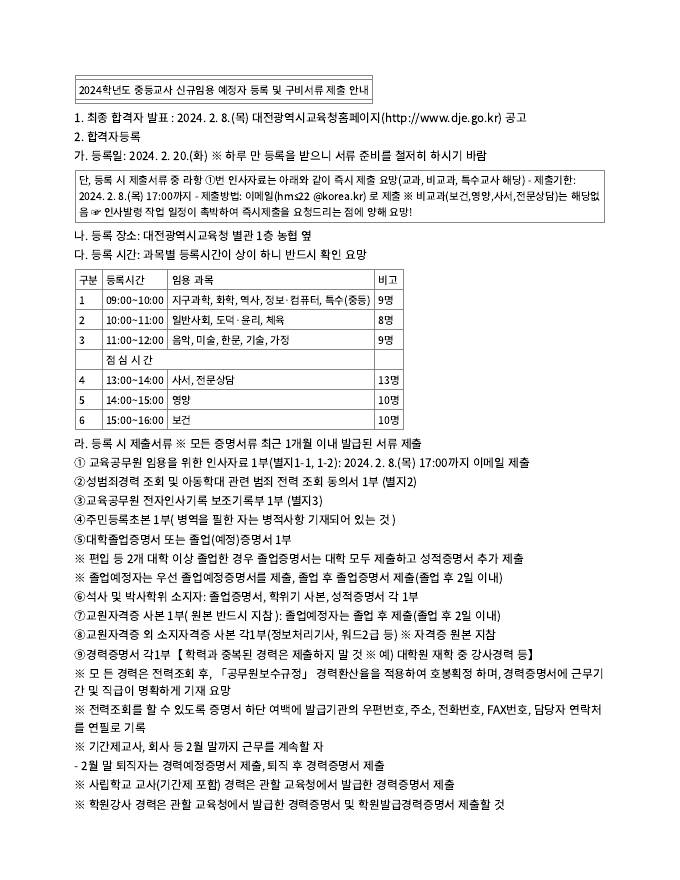 2024학년도 중등교사 신규임용 예정자 등록 및 구비서류 제출 안내
1. 최종 합격자 발표 : 2024. 2. 8.(목) 대전광역시교육청홈페이지(http://www.dje.go.kr) 공고
2. 합격자등록
가. 등록일: 2024. 2. 20.(화) ※ 하루 만 등록을 받으니 서류 준비를 철저히 하시기 바람
단, 등록 시 제출서류 중 라항 ①번 인사자료는 아래와 같이 즉시 제출 요망(교과, 비교과, 특수교사 해당) - 제출기한:
2024. 2. 8.(목) 17:00까지 - 제출방법: 이메일(hms22 @korea.kr) 로 제출 ※ 비교과(보건,영양,사서,전문상담)는 해당없
음 ☞ 인사발령 작업 일정이 촉박하여 즉시제출을 요청드리는 점에 양해 요망!
나. 등록 장소: 대전광역시교육청 별관 1층 농협 옆
다. 등록 시간: 과목별 등록시간이 상이 하니 반드시 확인 요망
구분 등록시간 임용 과목 비고
1 09:00~10:00 지구과학, 화학, 역사, 정보·컴퓨터, 특수(중등) 9명
2 10:00~11:00 일반사회, 도덕·윤리, 체육 8명
3 11:00~12:00 음악, 미술, 한문, 기술, 가정 9명
점 심 시 간
4 13:00~14:00 사서, 전문상담 13명
5 14:00~15:00 영양 10명
6 15:00~16:00 보건 10명
라. 등록 시 제출서류 ※ 모든 증명서류 최근 1개월 이내 발급된 서류 제출
① 교육공무원 임용을 위한 인사자료 1부(별지1-1, 1-2): 2024. 2. 8.(목) 17:00까지 이메일 제출
②성범죄경력 조회 및 아동학대 관련 범죄 전력 조회 동의서 1부 (별지2)
③교육공무원 전자인사기록 보조기록부 1부 (별지3)
④주민등록초본 1부( 병역을 필한 자는 병적사항 기재되어 있는 것 )
⑤대학졸업증명서 또는 졸업(예정)증명서 1부
※ 편입 등 2개 대학 이상 졸업한 경우 졸업증명서는 대학 모두 제출하고 성적증명서 추가 제출
※ 졸업예정자는 우선 졸업예정증명서를 제출, 졸업 후 졸업증명서 제출(졸업 후 2일 이내)
⑥석사 및 박사학위 소지자: 졸업증명서, 학위기 사본, 성적증명서 각 1부
⑦교원자격증 사본 1부( 원본 반드시 지참 ): 졸업예정자는 졸업 후 제출(졸업 후 2일 이내)
⑧교원자격증 외 소지자격증 사본 각1부(정보처리기사, 워드2급 등) ※ 자격증 원본 지참
⑨경력증명서 각1부【 학력과 중복된 경력은 제출하지 말 것 ※ 예) 대학원 재학 중 강사경력 등】
※ 모 든 경력은 전력조회 후, 「공무원보수규정」 경력환산율을 적용하여 호봉획정 하며, 경력증명서에 근무기
간 및 직급이 명확하게 기재 요망
※ 전력조회를 할 수 있도록 증명서 하단 여백에 발급기관의 우편번호, 주소, 전화번호, FAX번호, 담당자 연락처
를 연필로 기록
※ 기간제교사, 회사 등 2월 말까지 근무를 계속할 자
- 2월 말 퇴직자는 경력예정증명서 제출, 퇴직 후 경력증명서 제출
※ 사립학교 교사(기간제 포함) 경력은 관할 교육청에서 발급한 경력증명서 제출
※ 학원강사 경력은 관할 교육청에서 발급한 경력증명서 및 학원발급경력증명서 제출할 것